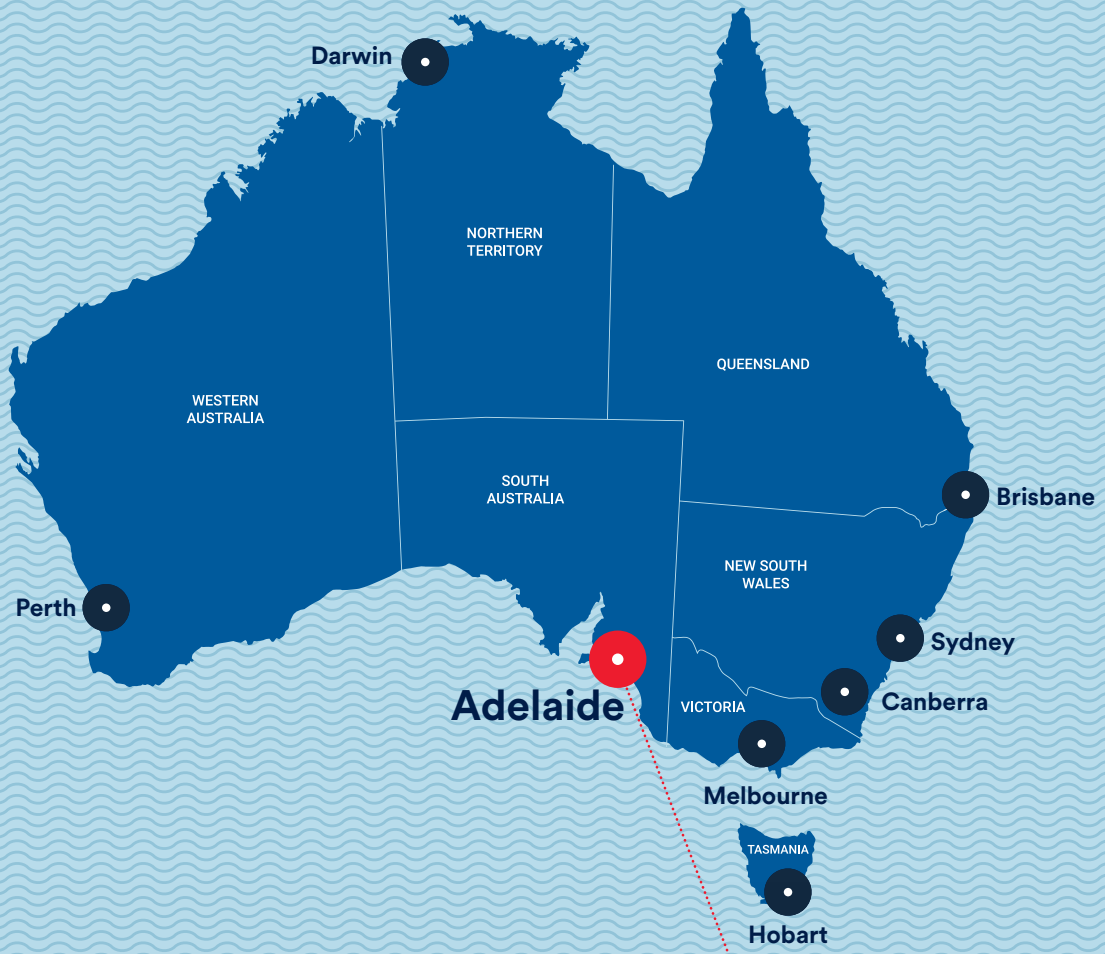 Darwin
NORTHERN
TERRITORY
QUEENSLAND
WESTERN
AUSTRALIA
SOUTH
AUSTRALIA
Brisbane
NEW SOUTH
WALES
Perth
Sydney
Adelaide
VICTORIA
Canberra
Melbourne
TASMANIA
Hobart